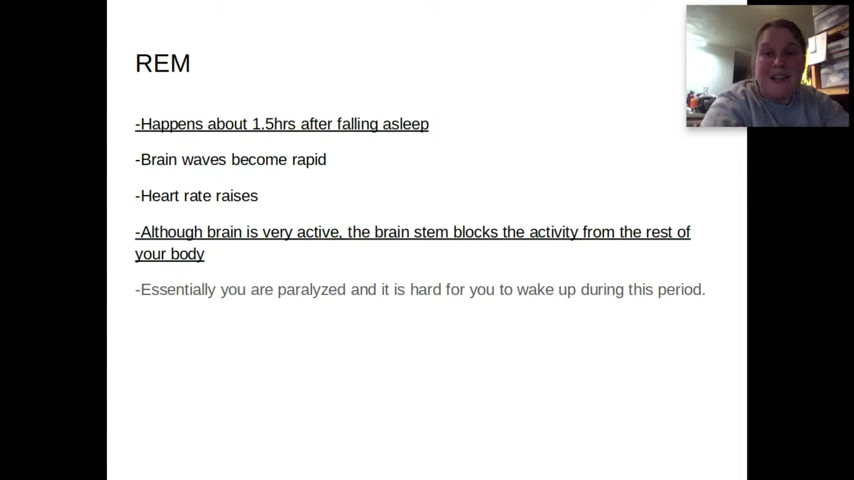 REM
-Happens about 1.5hrs after falling asleep
-Brain waves become rapid
-Heart rate raises
-Although brain is very active, the brain stem blocks the activity from the rest of
your body
-Essentially you are paralyzed and it is hard for you to wake up during this period.